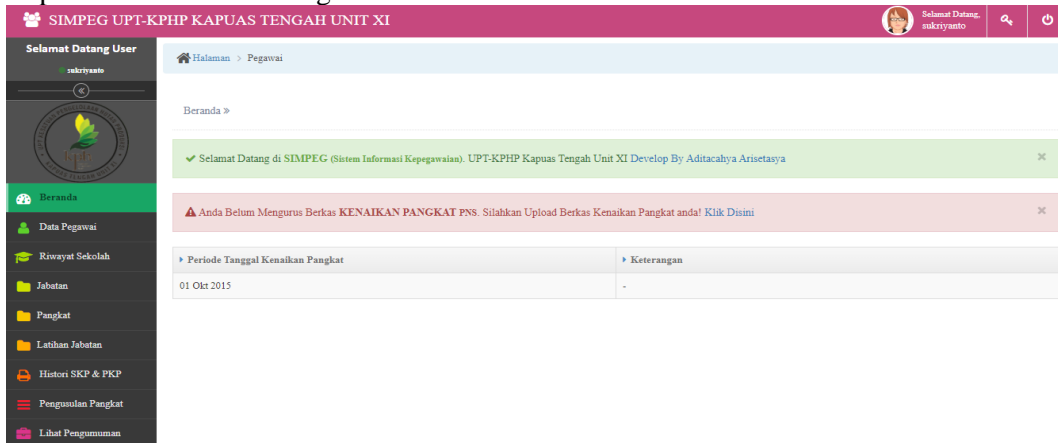 SIMPEG UPT-KPHP KAPUAS TENGAH UNIT XI
Selamat Datang,
sukriyanto
Selamat Datang User
sukriyanto
Halaman > Pegawai
Beranda »
Selamat Datang di SIMPEG (Sistem Informasi Kepegawaian). UPT-KPHP Kapuas Tengah Unit XI Develop By Aditacahya Arisetasya ×
Anda Belum Mengurus Berkas KENAIKAN PANGKAT PNS. Silahkan Upload Berkas Kenaikan Pangkat anda! Klik Disini ×
Periode Tanggal Kenaikan Pangkat Keterangan
01 Okt 2015 -
Beranda
Data Pegawai
Riwayat Sekolah
Jabatan
Pangkat
Latihan Jabatan
Histori SKP & PKP
Pengusulan Pangkat
Lihat Pengumuman